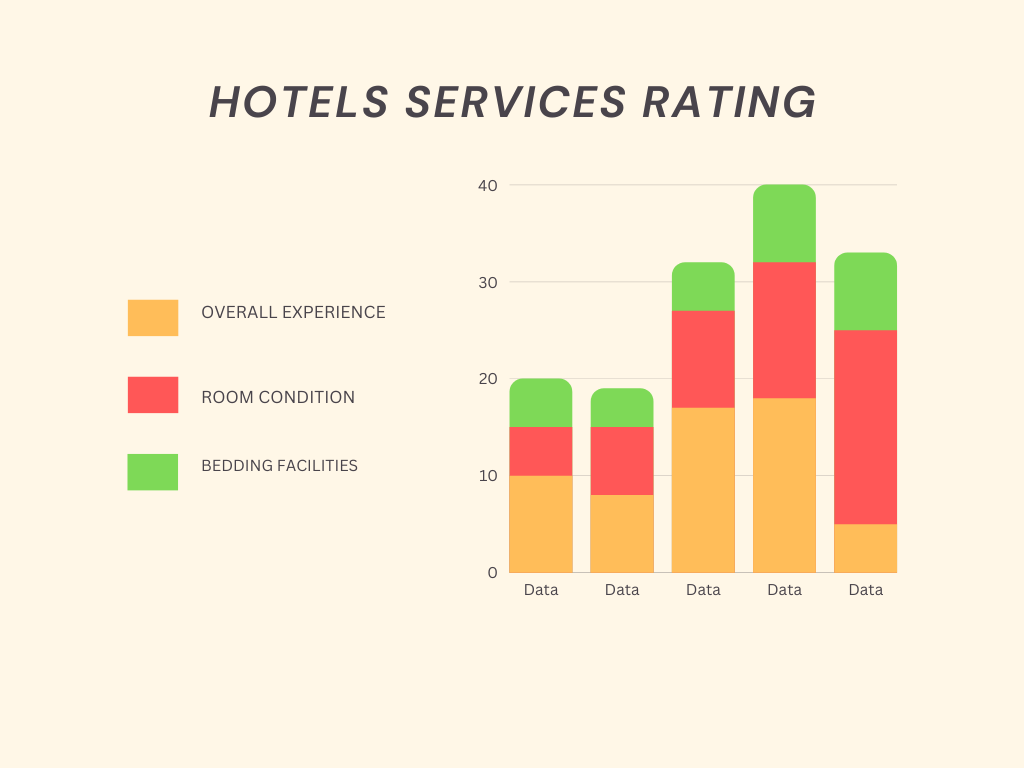 HOTELS SERVICES RATING
OVERALL EXPERIENCE
ROOM CONDITION
BEDDING FACILITIES
40
30
20
10
0
Data Data Data Data Data